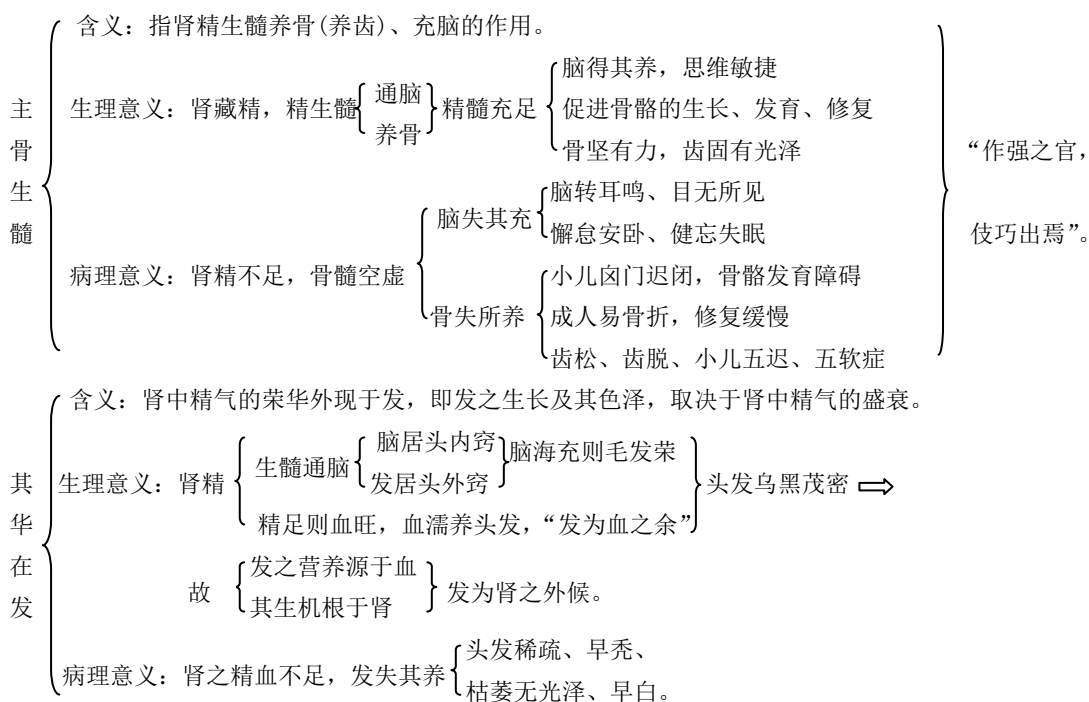 主骨生髓
含义：指肾精生髓养骨(养齿)、充脑的作用。
生理意义：肾藏精，精生髓 通脑 养骨 精髓充足
脑得其养，思维敏捷
促进骨骼的生长、发育、修复
骨坚有力，齿固有光泽
病理意义：肾精不足，骨髓空虚
脑失其充
脑转耳鸣、目无所见
懈怠安卧、健忘失眠
骨失所养
小儿囟门迟闭，骨骼发育障碍
成人易骨折，修复缓慢
齿松、齿脱、小儿五迟、五软症
“作强之官，
伎巧出焉”。
其华在发
含义：肾中精气的荣华外现于发，即发之生长及其色泽，取决于肾中精气的盛衰。
生理意义：肾精
生髓通脑
脑居头内窍
发居头外窍
脑海充则毛发荣
精足则血旺，血濡养头发，“发为血之余”
头发乌黑茂密 ⇨
故
发之营养源于血
其生机根于肾
发为肾之外候。
病理意义：肾之精血不足，发失其养
头发稀疏、早秃、
枯萎无光泽、早白。